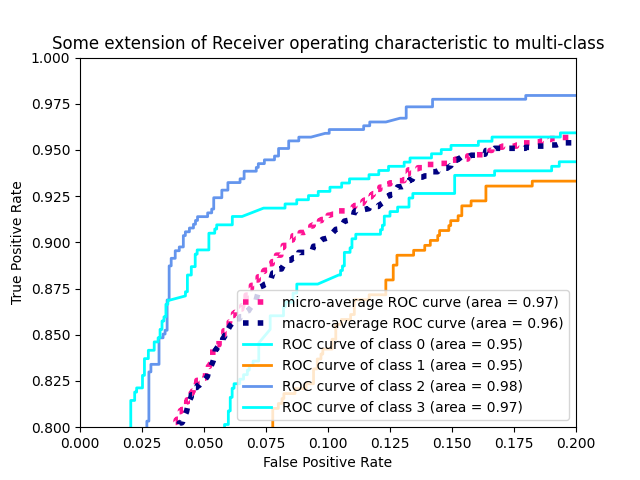 Some extension of Receiver operating characteristic to multi-class
1.000
0.975
0.950
0.925
0.900
0.875
0.850
0.825
0.800
True Positive Rate
micro-average ROC curve (area = 0.97)
macro-average ROC curve (area = 0.96)
ROC curve of class 0 (area = 0.95)
ROC curve of class 1 (area = 0.95)
ROC curve of class 2 (area = 0.98)
ROC curve of class 3 (area = 0.97)
0.000 0.025 0.050 0.075 0.100 0.125 0.150 0.175 0.200
False Positive Rate